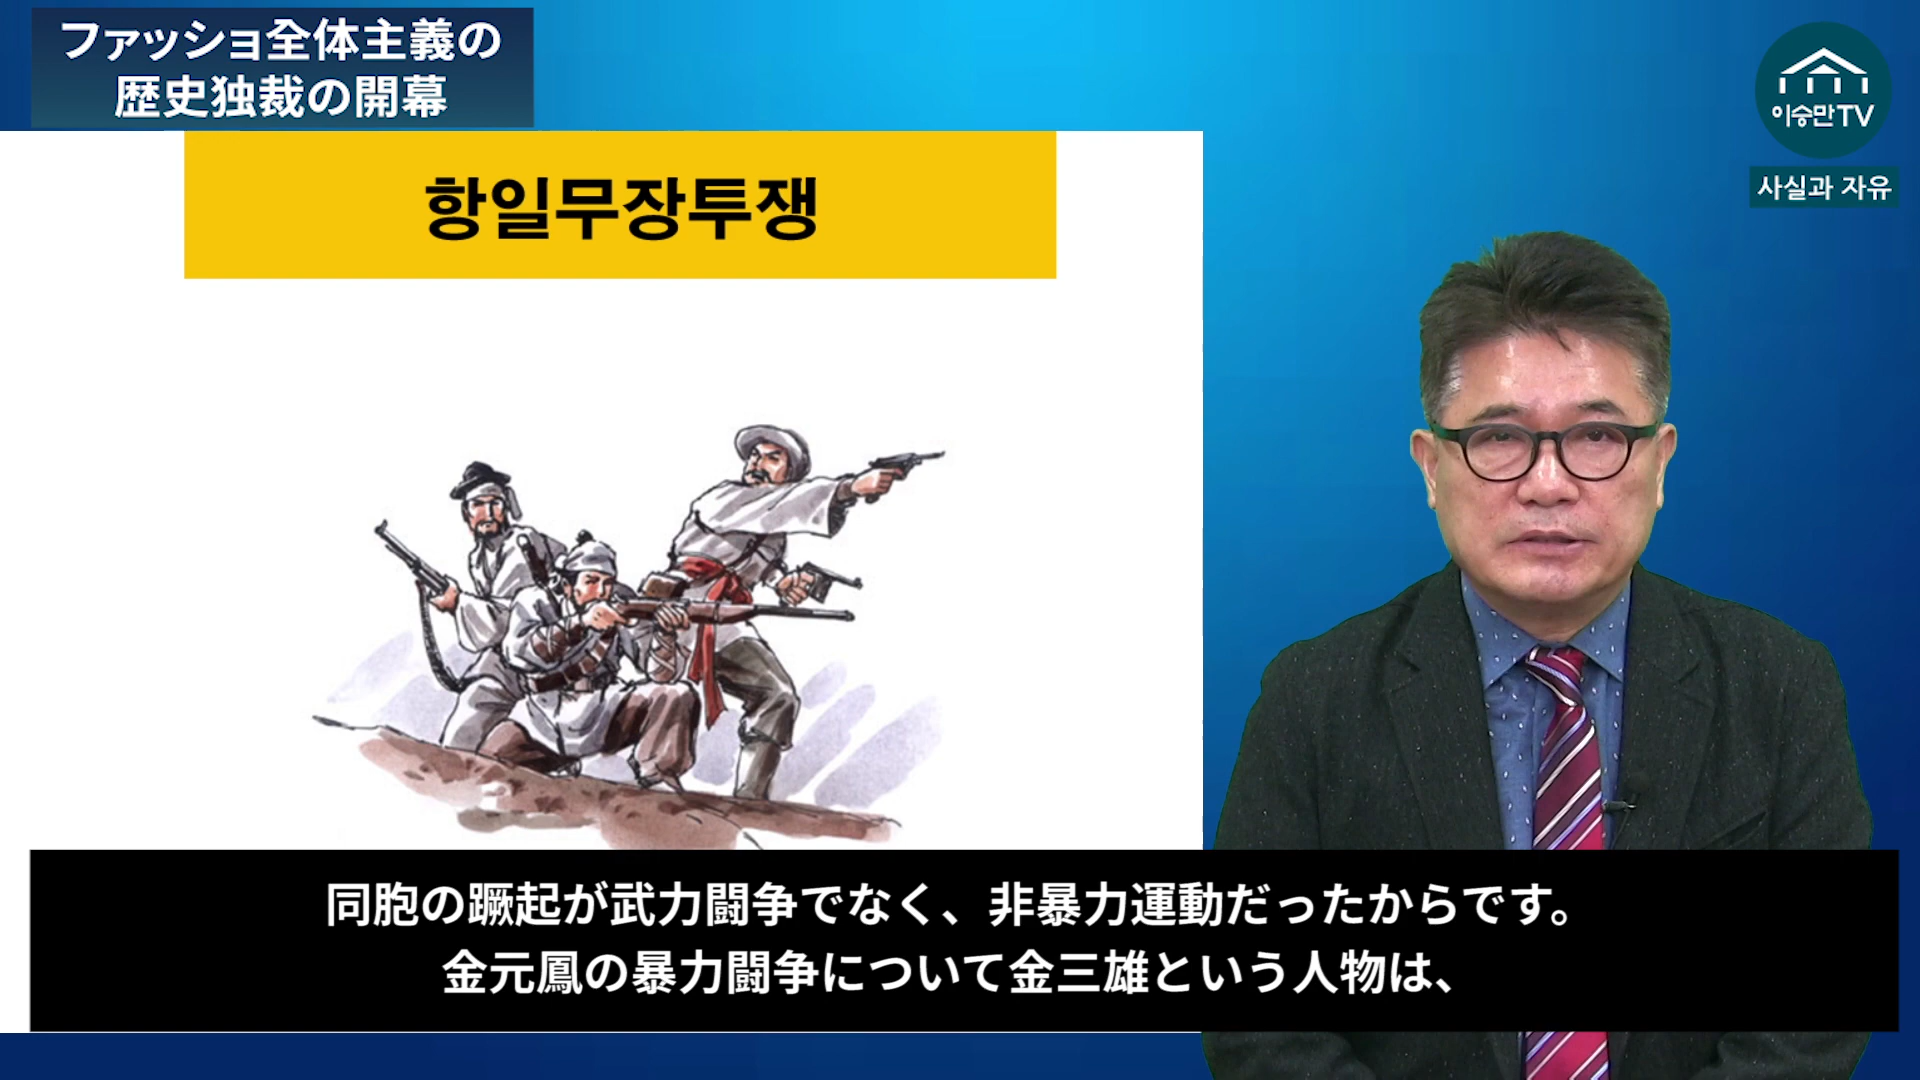 ファッショ全体主義の
歴史独裁の開幕
이승만TV
사실과 자유
항일무장투쟁
同胞の蹶起が武力闘争でなく、非暴力運動だったからです。
金元鳳の暴力闘争について金三雄という人物は、